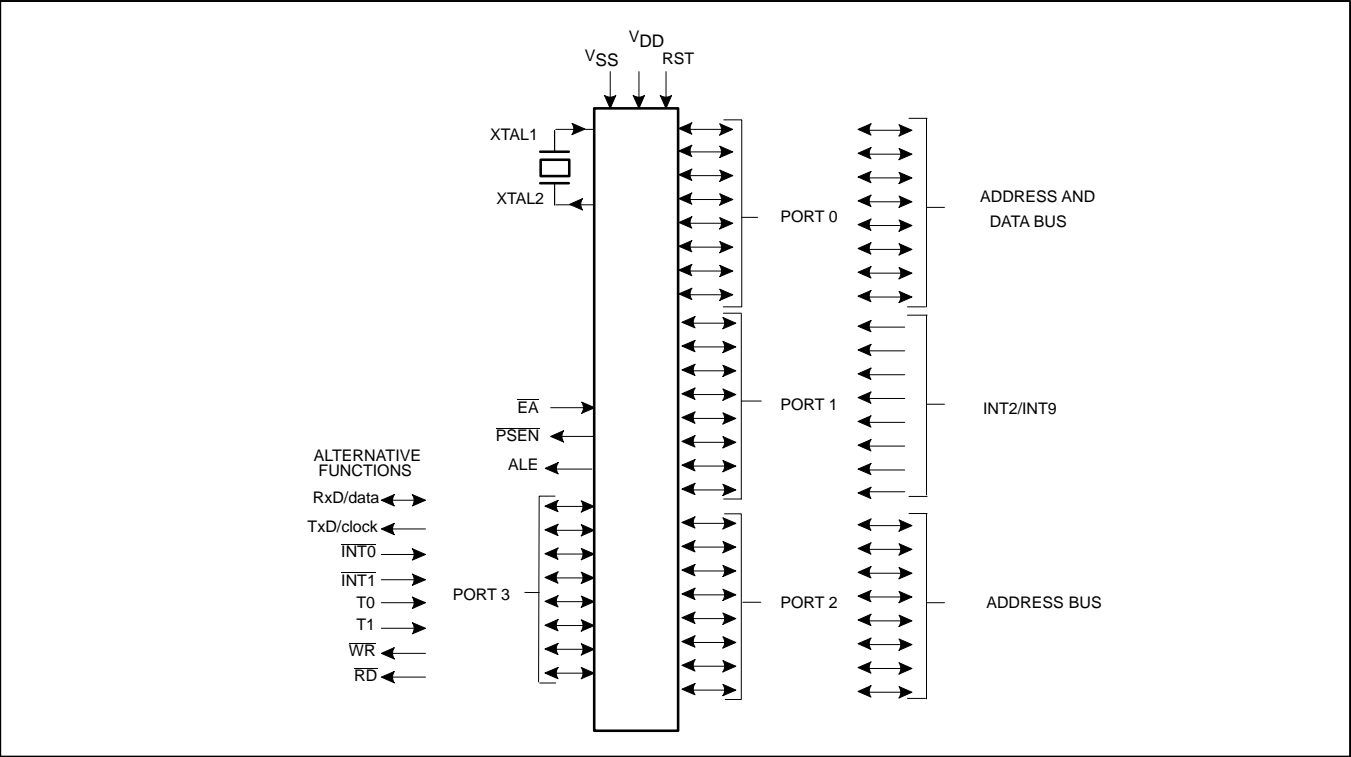 VSS
VDD
RST
XTAL1
XTAL2
PORT 0
ADDRESS AND
DATA BUS
PORT 1
INT2/INT9
EA
PSEN
ALE
ALTERNATIVE
FUNCTIONS
RxD/data
TxD/clock
INT0
INT1
T0
T1
WR
RD
PORT 3
PORT 2
ADDRESS BUS